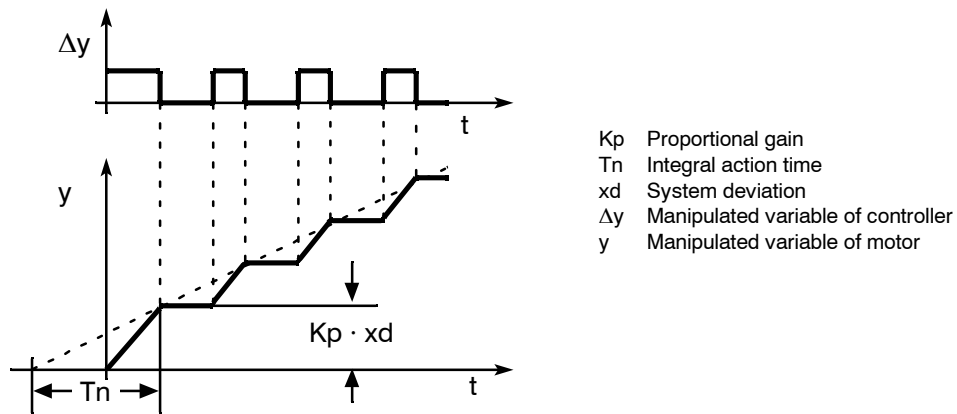 Δy
t
y
Kp · xd
Tn
t
Kp Proportional gain
Tn Integral action time
xd System deviation
Δy Manipulated variable of controller
y Manipulated variable of motor